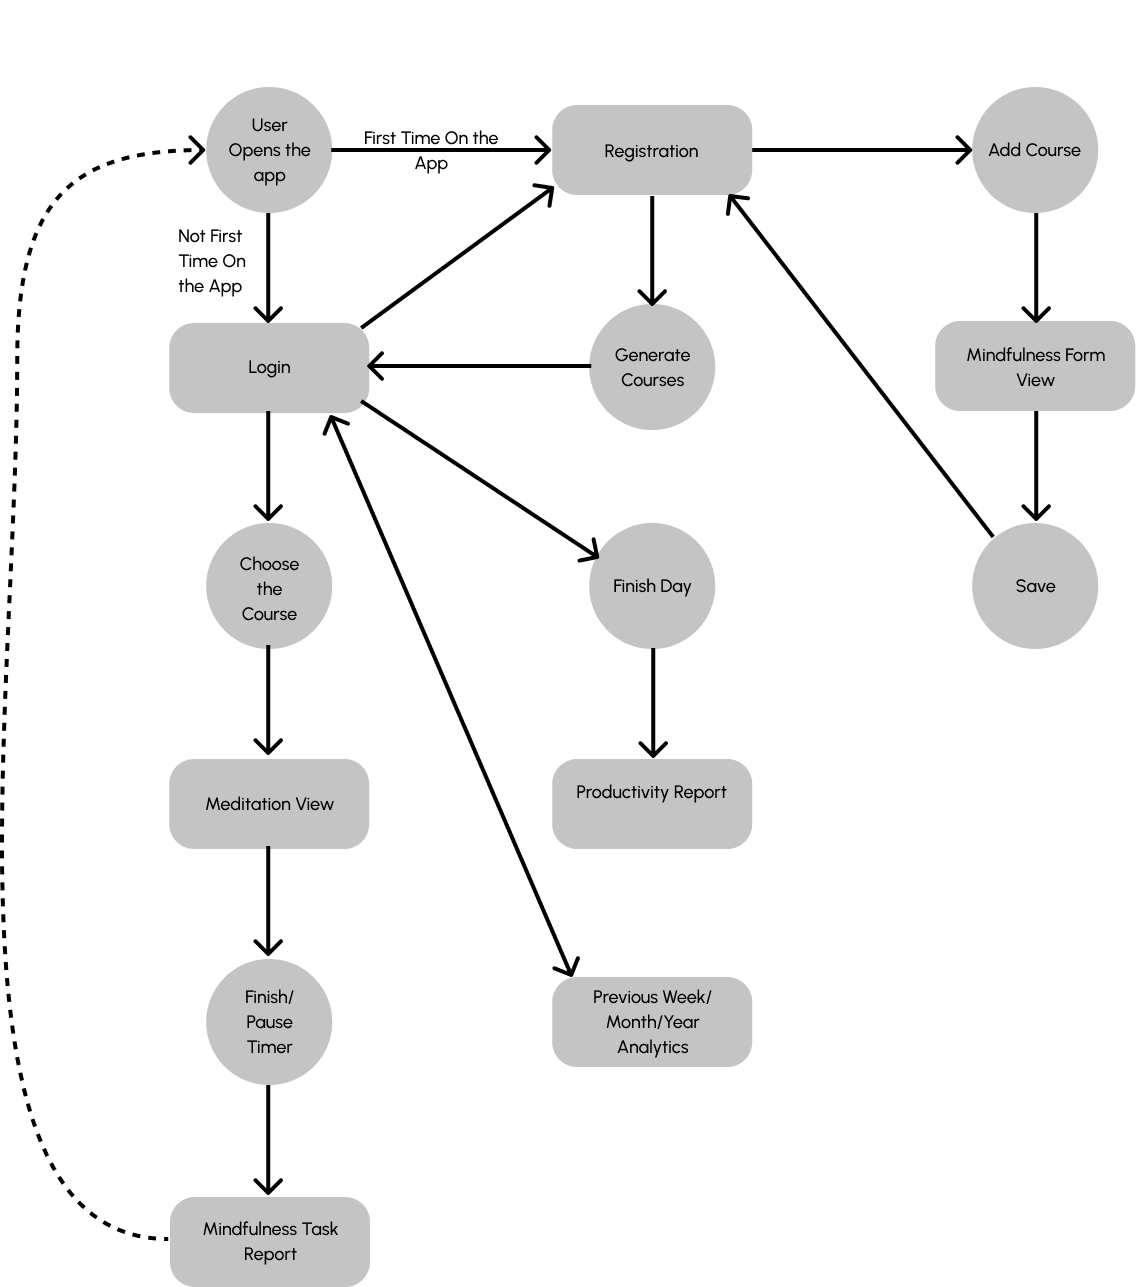 User
Opens the
app
First Time On the
App
Registration
Add Course
Not First
Time On
the App
Login
Generate
Courses
Mindfulness Form
View
Choose
the
Course
Finish Day
Save
Meditation View
Productivity Report
Finish/
Pause
Timer
Previous Week/
Month/Year
Analytics
Mindfulness Task
Report